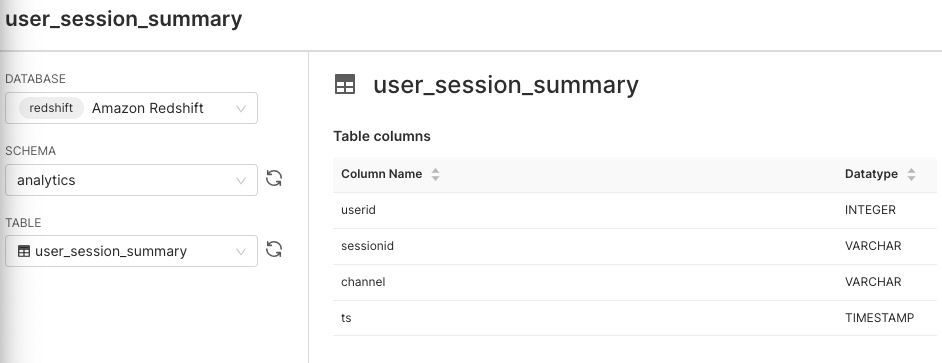 user_session_summary
DATABASE
redshift Amazon Redshift
SCHEMA
analytics
TABLE
user_session_summary
user_session_summary
Table columns
Column Name Datatype
userid INTEGER
sessionid VARCHAR
channel VARCHAR
ts TIMESTAMP